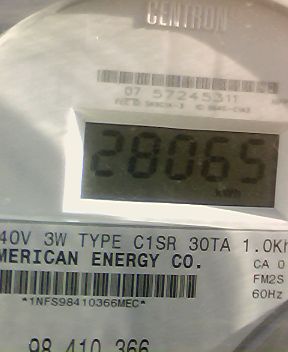 CENTRON
07 57245311
28065
kWh
40V 3W TYPE C1SR 30TA 1.0Kh
MERICAN ENERGY CO.
CA 0
FM2S
*1NFS98410366MEC*
60Hz
98 410 366